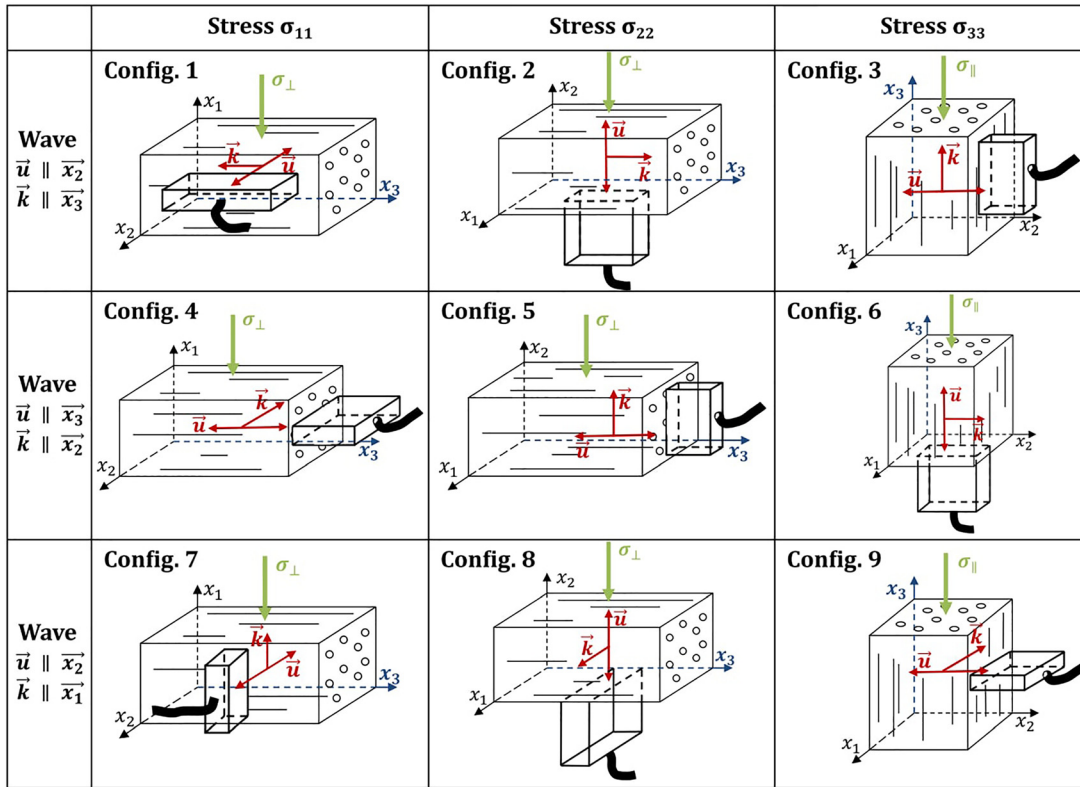 Stress σ₁₁ Stress σ₂₂ Stress σ₃₃
Wave
u⃗ ∥ x₂⃗
k⃗ ∥ x₃⃗
Config. 1
σ⊥
x₁
k⃗
u⃗
x₃
x₂
Config. 2
σ⊥
x₂
u⃗
k⃗
x₃
x₁
Config. 3
σ∥
x₃
k⃗
u⃗
x₂
x₁
Wave
u⃗ ∥ x₃⃗
k⃗ ∥ x₂⃗
Config. 4
σ⊥
x₁
k⃗
u⃗
x₃
x₂
Config. 5
σ⊥
x₂
k⃗
u⃗
x₃
x₁
Config. 6
σ∥
x₃
u⃗
k⃗
x₂
x₁
Wave
u⃗ ∥ x₂⃗
k⃗ ∥ x₁⃗
Config. 7
σ⊥
x₁
k⃗
u⃗
x₃
x₂
Config. 8
σ⊥
x₂
u⃗
k⃗
x₃
x₁
Config. 9
σ∥
x₃
k⃗
u⃗
x₂
x₁